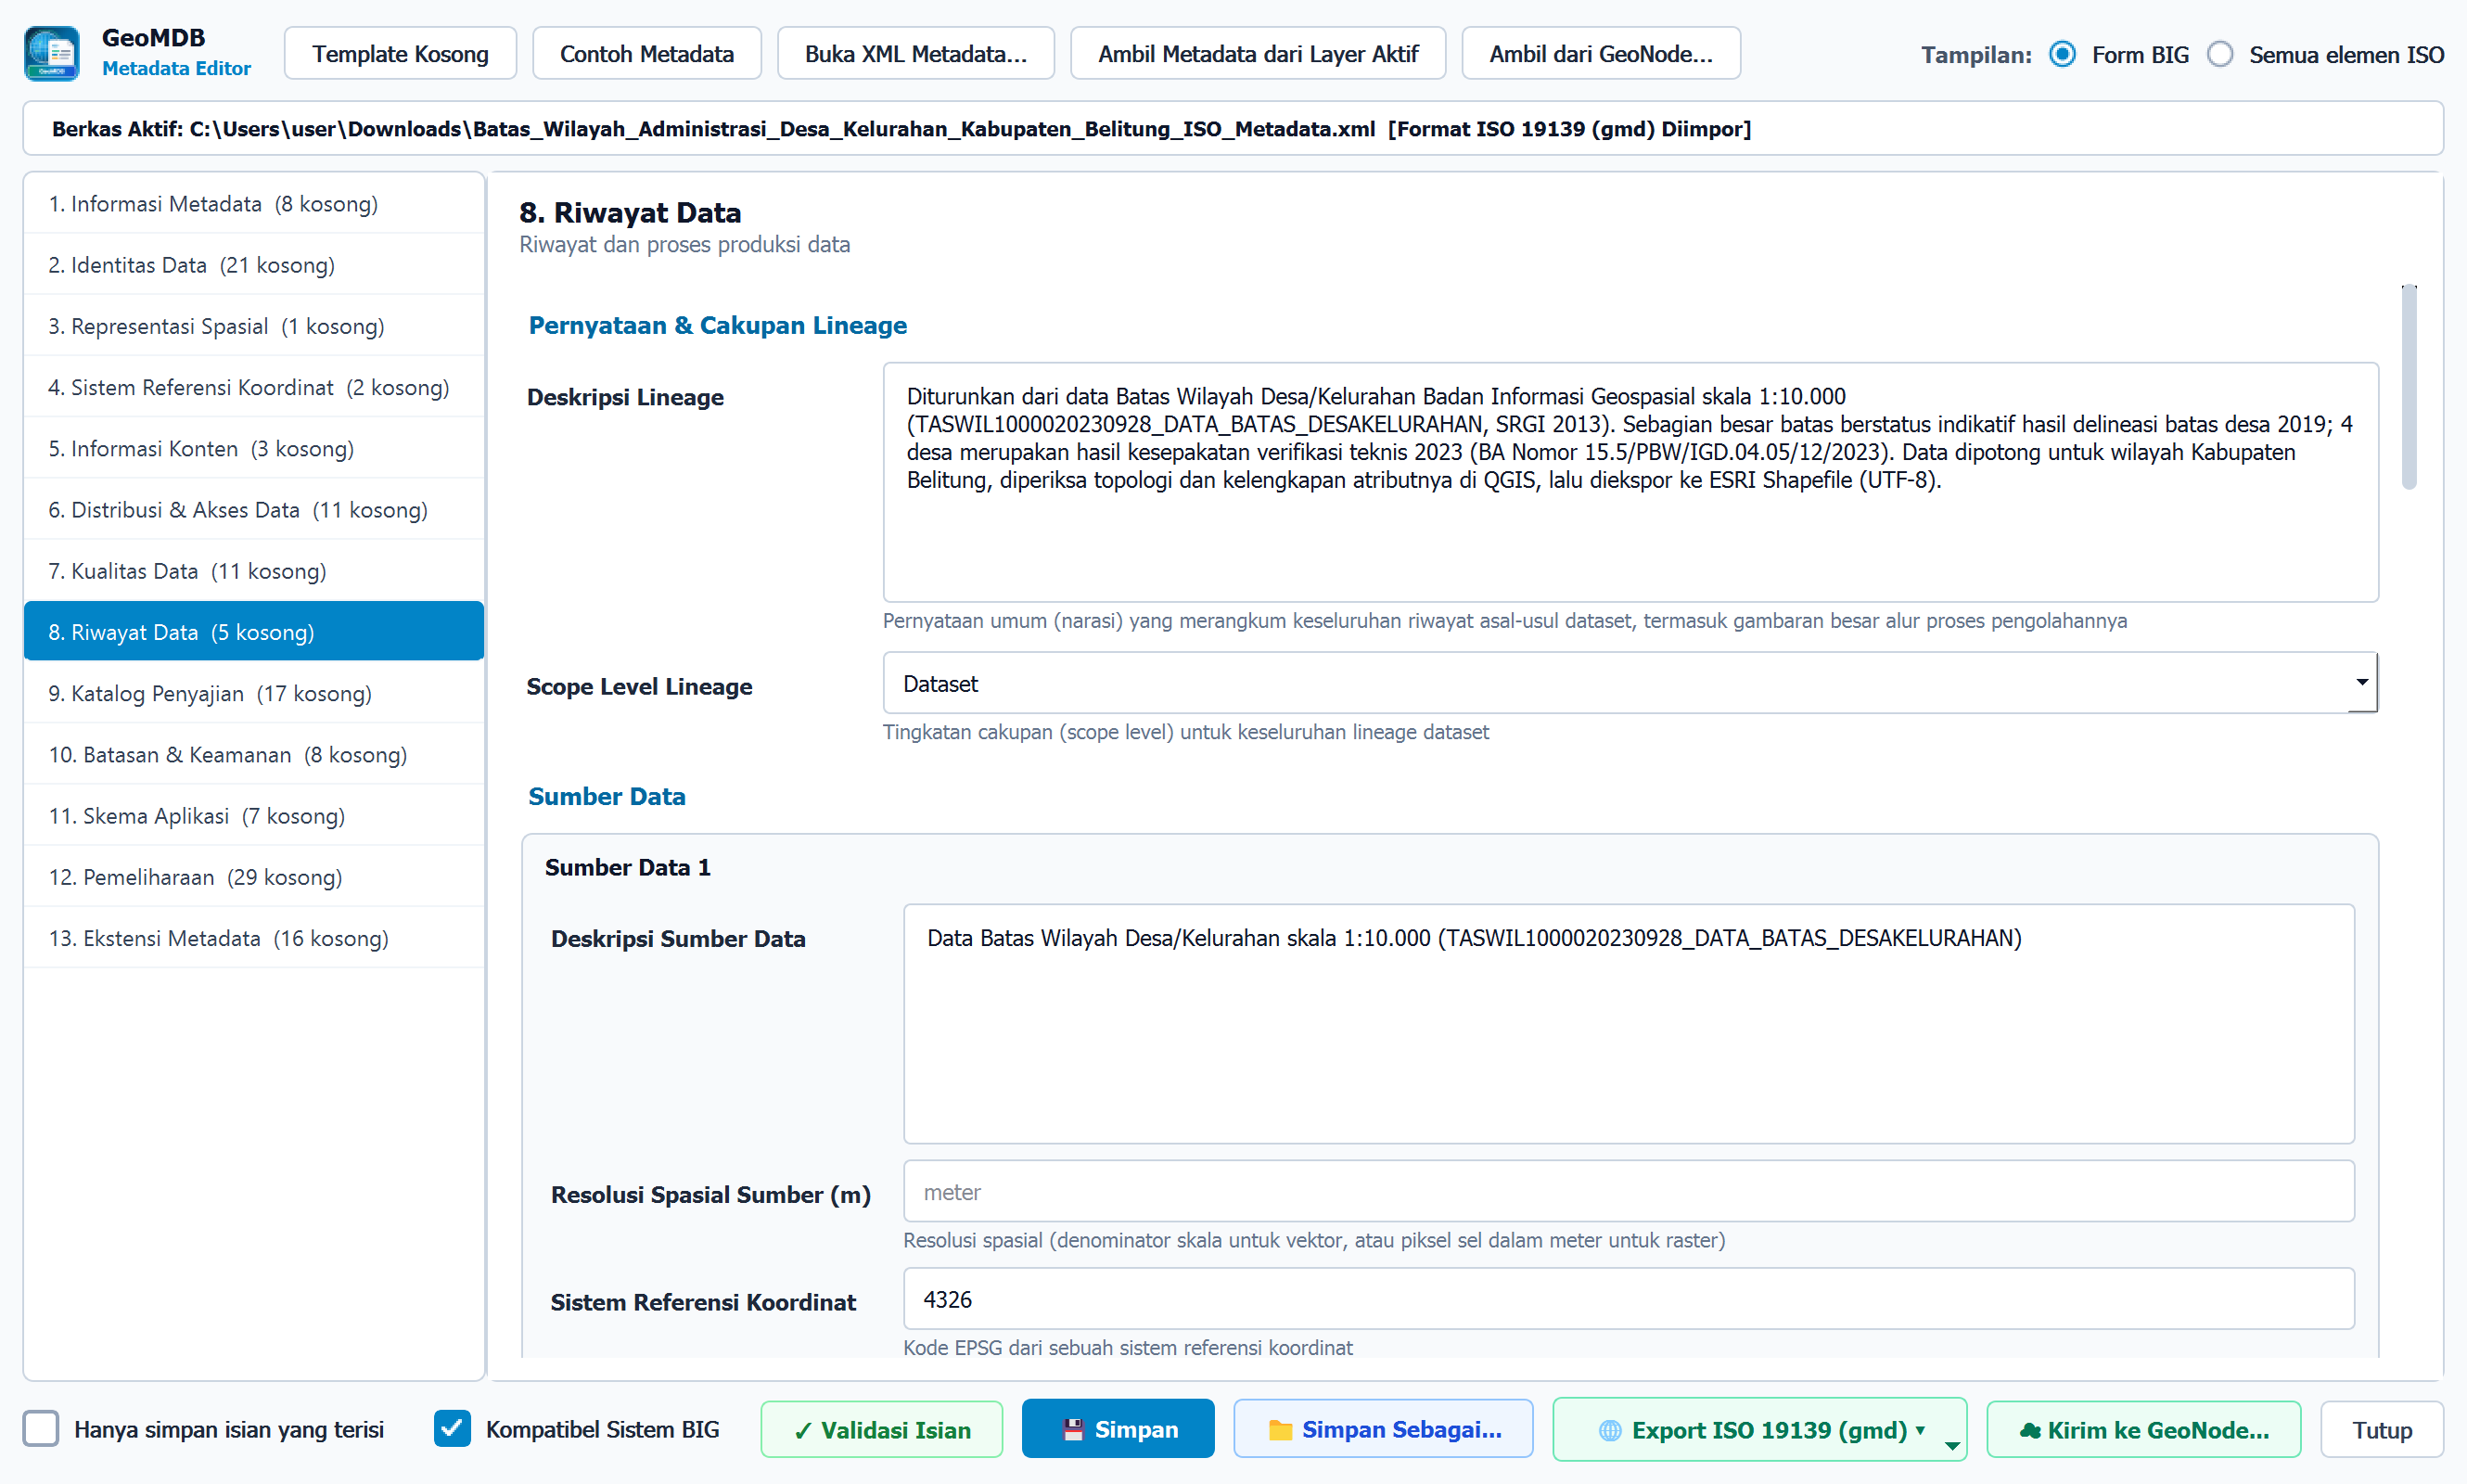 GeoMDB
Metadata Editor
Template Kosong
Contoh Metadata
Buka XML Metadata...
Ambil Metadata dari Layer Aktif
Ambil dari GeoNode...
Tampilan:
Form BIG
Semua elemen ISO
Berkas Aktif: C:\Users\user\Downloads\Batas_Wilayah_Administrasi_Desa_Kelurahan_Kabupaten_Belitung_ISO_Metadata.xml [Format ISO 19139 (gmd) Diimpor]
1. Informasi Metadata (8 kosong)
2. Identitas Data (21 kosong)
3. Representasi Spasial (1 kosong)
4. Sistem Referensi Koordinat (2 kosong)
5. Informasi Konten (3 kosong)
6. Distribusi & Akses Data (11 kosong)
7. Kualitas Data (11 kosong)
8. Riwayat Data (5 kosong)
9. Katalog Penyajian (17 kosong)
10. Batasan & Keamanan (8 kosong)
11. Skema Aplikasi (7 kosong)
12. Pemeliharaan (29 kosong)
13. Ekstensi Metadata (16 kosong)
8. Riwayat Data
Riwayat dan proses produksi data
Pernyataan & Cakupan Lineage
Deskripsi Lineage
Diturunkan dari data Batas Wilayah Desa/Kelurahan Badan Informasi Geospasial skala 1:10.000
(TASWIL1000020230928_DATA_BATAS_DESAKELURAHAN, SRGI 2013). Sebagian besar batas berstatus indikatif hasil delineasi batas desa 2019; 4
desa merupakan hasil kesepakatan verifikasi teknis 2023 (BA Nomor 15.5/PBW/IGD.04.05/12/2023). Data dipotong untuk wilayah Kabupaten
Belitung, diperiksa topologi dan kelengkapan atributnya di QGIS, lalu diekspor ke ESRI Shapefile (UTF-8).
Pernyataan umum (narasi) yang merangkum keseluruhan riwayat asal-usul dataset, termasuk gambaran besar alur proses pengolahannya
Scope Level Lineage
Dataset
Tingkatan cakupan (scope level) untuk keseluruhan lineage dataset
Sumber Data
Sumber Data 1
Deskripsi Sumber Data
Data Batas Wilayah Desa/Kelurahan skala 1:10.000 (TASWIL1000020230928_DATA_BATAS_DESAKELURAHAN)
Resolusi Spasial Sumber (m)
meter
Resolusi spasial (denominator skala untuk vektor, atau piksel sel dalam meter untuk raster)
Sistem Referensi Koordinat
4326
Kode EPSG dari sebuah sistem referensi koordinat
Hanya simpan isian yang terisi
Kompatibel Sistem BIG
✓ Validasi Isian
Simpan
Simpan Sebagai...
Export ISO 19139 (gmd) ▾
Kirim ke GeoNode...
Tutup